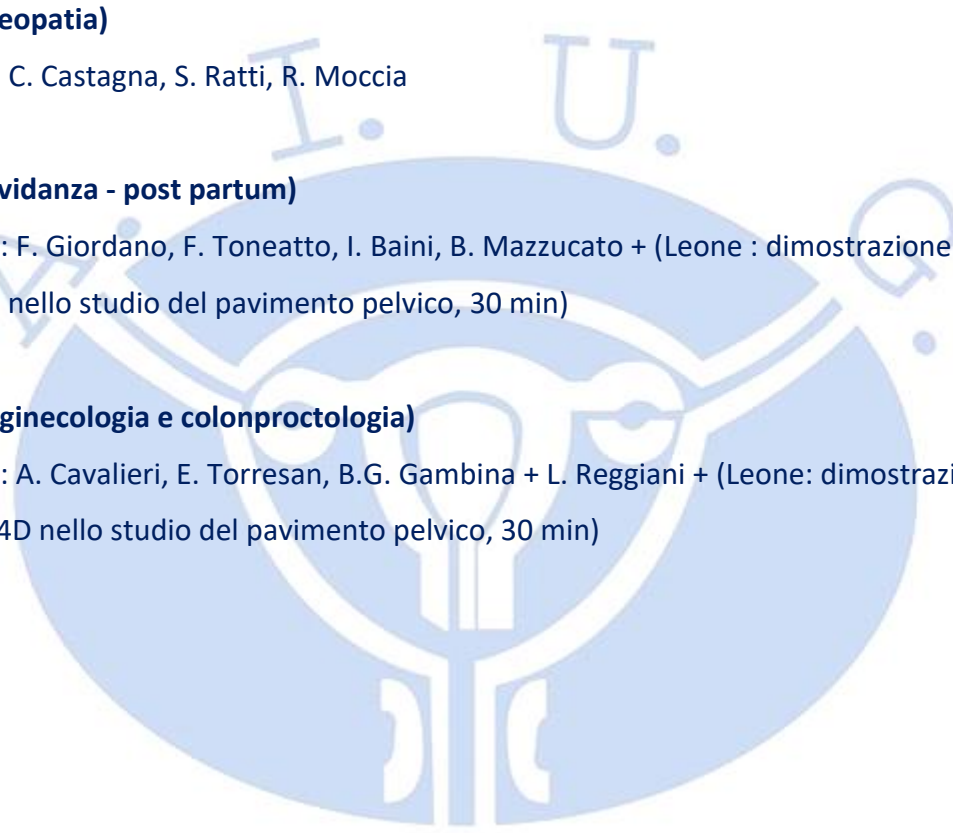 eopatia)
C. Castagna, S. Ratti, R. Moccia
vidanza - post partum)
: F. Giordano, F. Toneatto, I. Baini, B. Mazzucato + (Leone : dimostrazione
nello studio del pavimento pelvico, 30 min)
ginecologia e colonproctologia)
: A. Cavalieri, E. Torresan, B.G. Gambina + L. Reggiani + (Leone: dimostrazi
4D nello studio del pavimento pelvico, 30 min)
A. I. U. G.